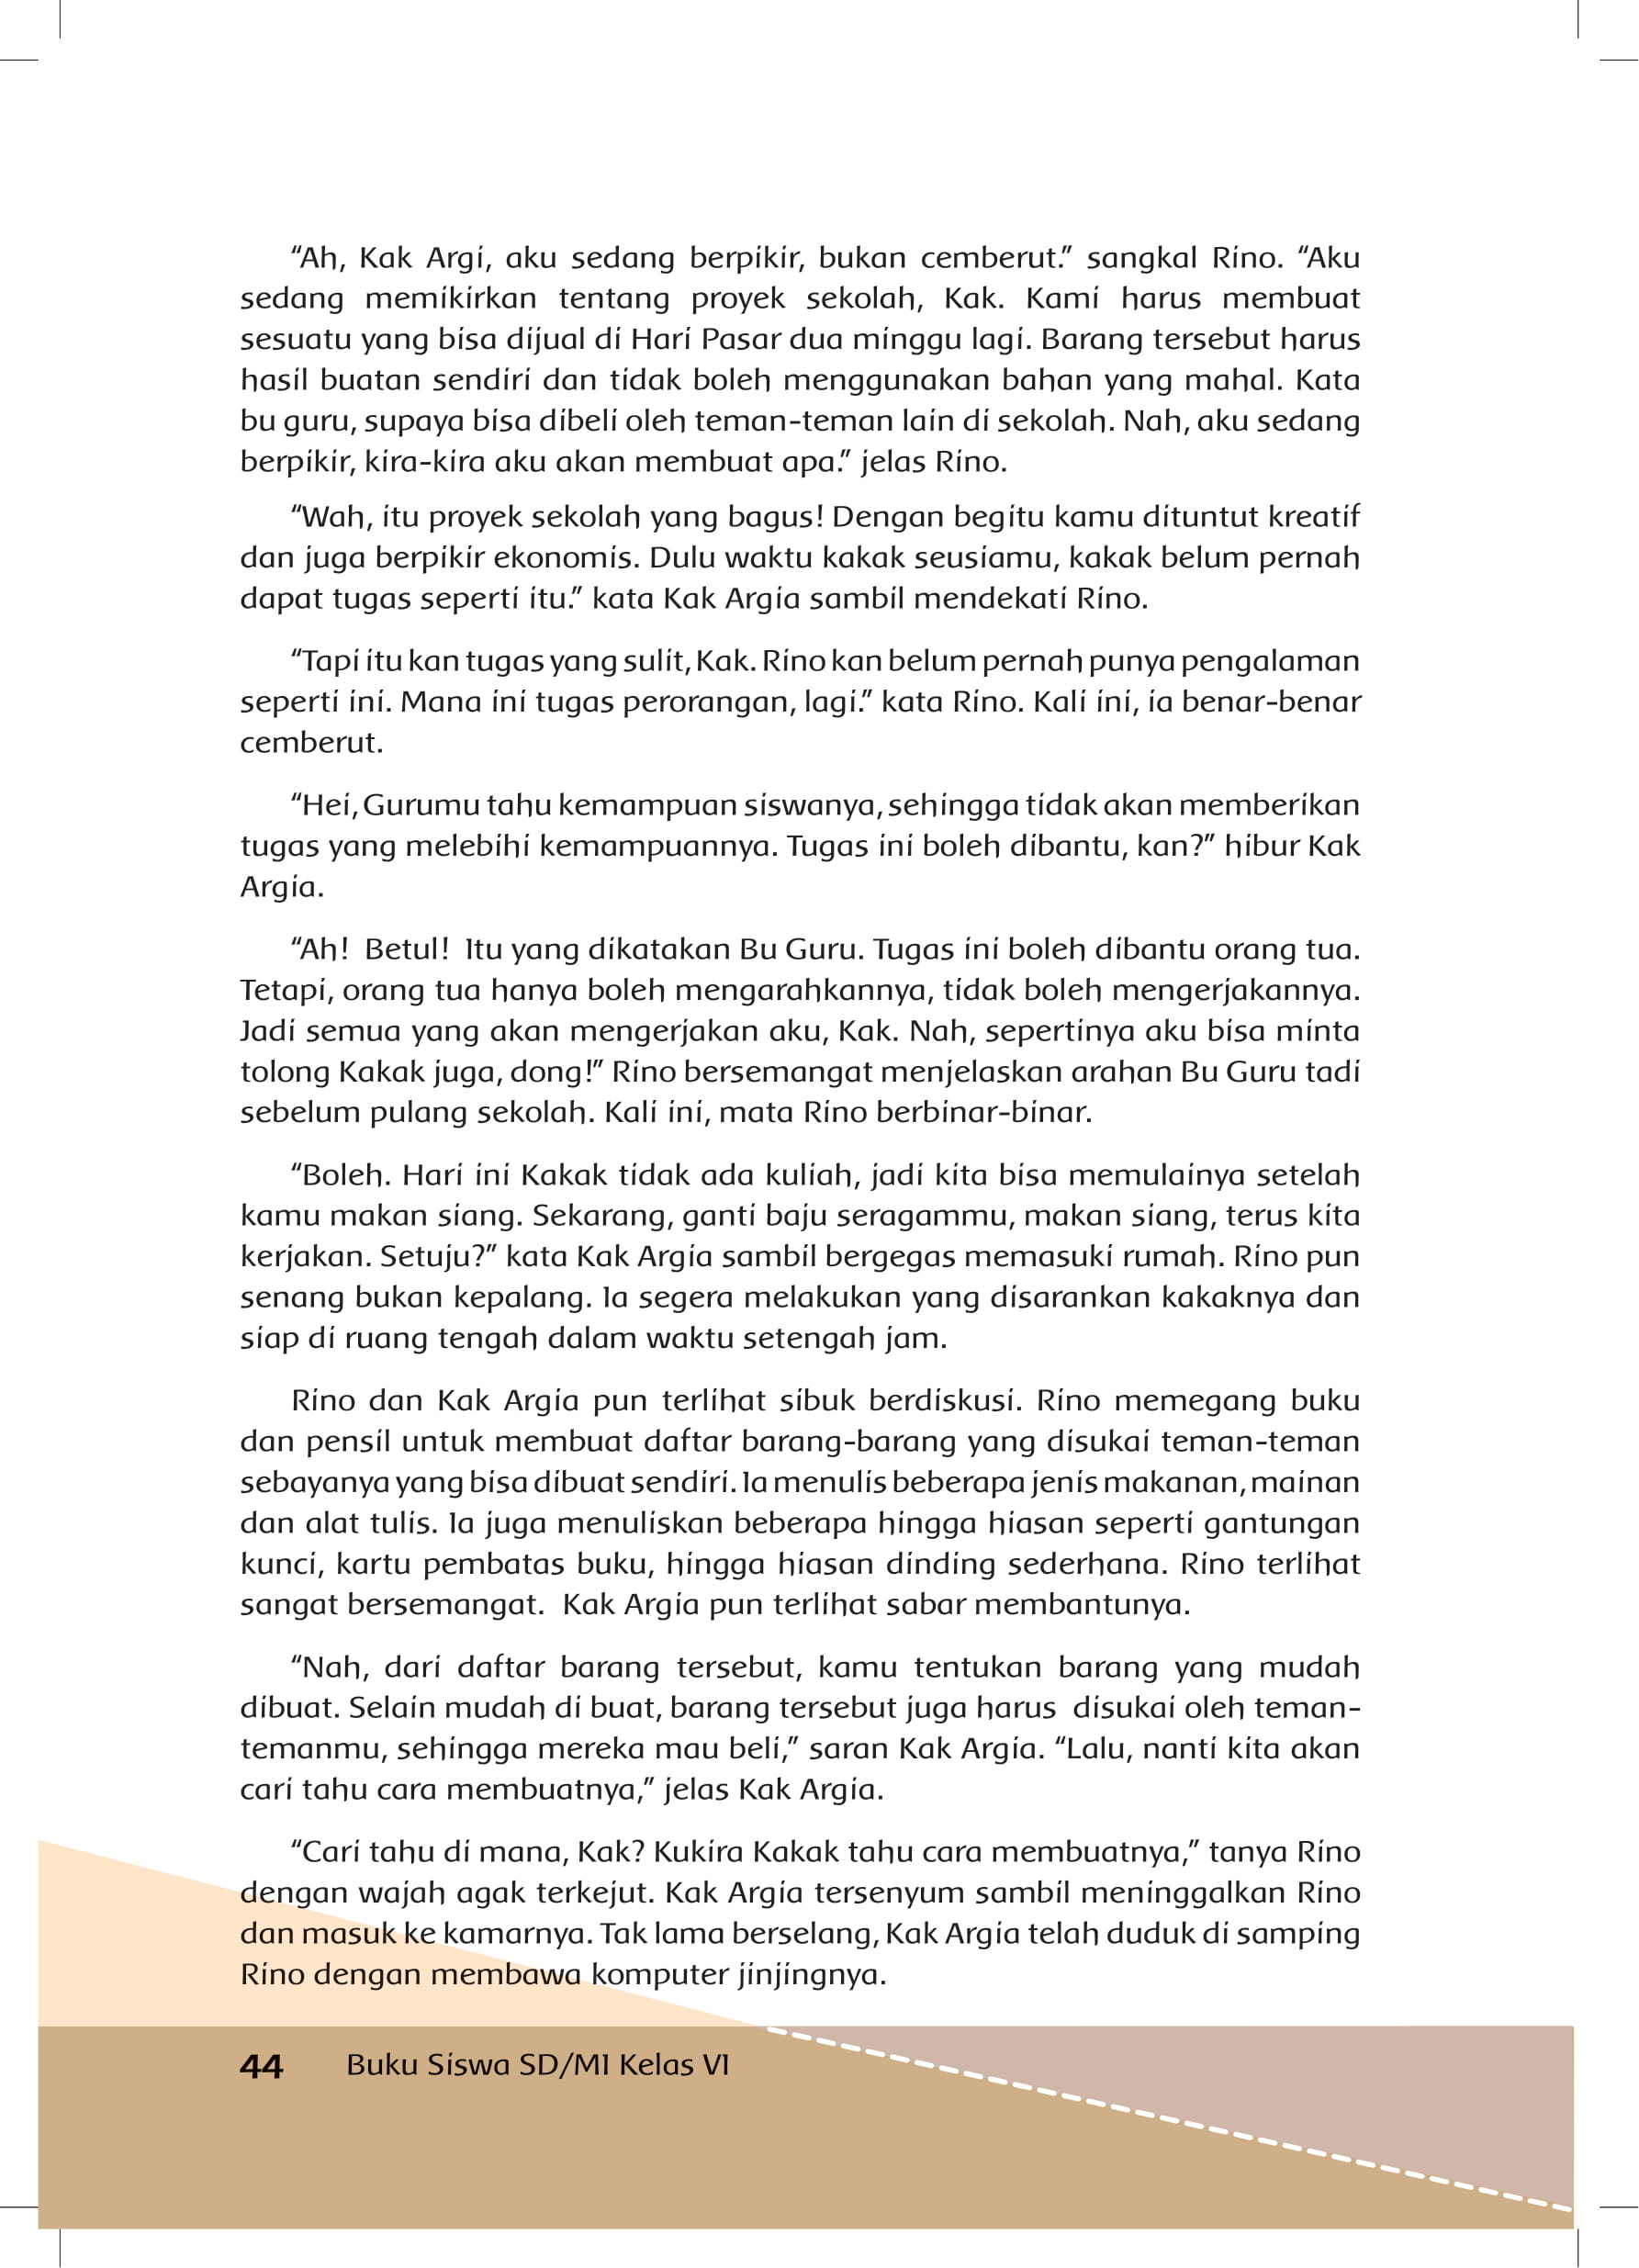 “Ah, Kak Argi, aku sedang berpikir, bukan cemberut.” sangkal Rino. “Aku
sedang memikirkan tentang proyek sekolah, Kak. Kami harus membuat
sesuatu yang bisa dijual di Hari Pasar dua minggu lagi. Barang tersebut harus
hasil buatan sendiri dan tidak boleh menggunakan bahan yang mahal. Kata
bu guru, supaya bisa dibeli oleh teman-teman lain di sekolah. Nah, aku sedang
berpikir, kira-kira aku akan membuat apa.” jelas Rino.
“Wah, itu proyek sekolah yang bagus! Dengan begitu kamu dituntut kreatif
dan juga berpikir ekonomis. Dulu waktu kakak seusiamu, kakak belum pernah
dapat tugas seperti itu.” kata Kak Argia sambil mendekati Rino.
“Tapi itu kan tugas yang sulit, Kak. Rino kan belum pernah punya pengalaman
seperti ini. Mana ini tugas perorangan, lagi.” kata Rino. Kali ini, ia benar-benar
cemberut.
“Hei, Gurumu tahu kemampuan siswanya, sehingga tidak akan memberikan
tugas yang melebihi kemampuannya. Tugas ini boleh dibantu, kan?” hibur Kak
Argia.
“Ah!  Betul!  Itu yang dikatakan Bu Guru. Tugas ini boleh dibantu orang tua.
Tetapi, orang tua hanya boleh mengarahkannya, tidak boleh mengerjakannya.
Jadi semua yang akan mengerjakan aku, Kak. Nah, sepertinya aku bisa minta
tolong Kakak juga, dong!” Rino bersemangat menjelaskan arahan Bu Guru tadi
sebelum pulang sekolah. Kali ini, mata Rino berbinar-binar.
“Boleh. Hari ini Kakak tidak ada kuliah, jadi kita bisa memulainya setelah
kamu makan siang. Sekarang, ganti baju seragammu, makan siang, terus kita
kerjakan. Setuju?” kata Kak Argia sambil bergegas memasuki rumah. Rino pun
senang bukan kepalang. Ia segera melakukan yang disarankan kakaknya dan
siap di ruang tengah dalam waktu setengah jam.
Rino dan Kak Argia pun terlihat sibuk berdiskusi. Rino memegang buku
dan pensil untuk membuat daftar barang-barang yang disukai teman-teman
sebayanya yang bisa dibuat sendiri. Ia menulis beberapa jenis makanan, mainan
dan alat tulis. Ia juga menuliskan beberapa hingga hiasan seperti gantungan
kunci, kartu pembatas buku, hingga hiasan dinding sederhana. Rino terlihat
sangat bersemangat.  Kak Argia pun terlihat sabar membantunya.
“Nah, dari daftar barang tersebut, kamu tentukan barang yang mudah
dibuat. Selain mudah di buat, barang tersebut juga harus  disukai oleh teman-
temanmu, sehingga mereka mau beli,” saran Kak Argia. “Lalu, nanti kita akan
cari tahu cara membuatnya,” jelas Kak Argia.
“Cari tahu di mana, Kak? Kukira Kakak tahu cara membuatnya,” tanya Rino
dengan wajah agak terkejut. Kak Argia tersenyum sambil meninggalkan Rino
dan masuk ke kamarnya. Tak lama berselang, Kak Argia telah duduk di samping
Rino dengan membawa komputer jinjingnya.
44 Buku Siswa SD/MI Kelas VI